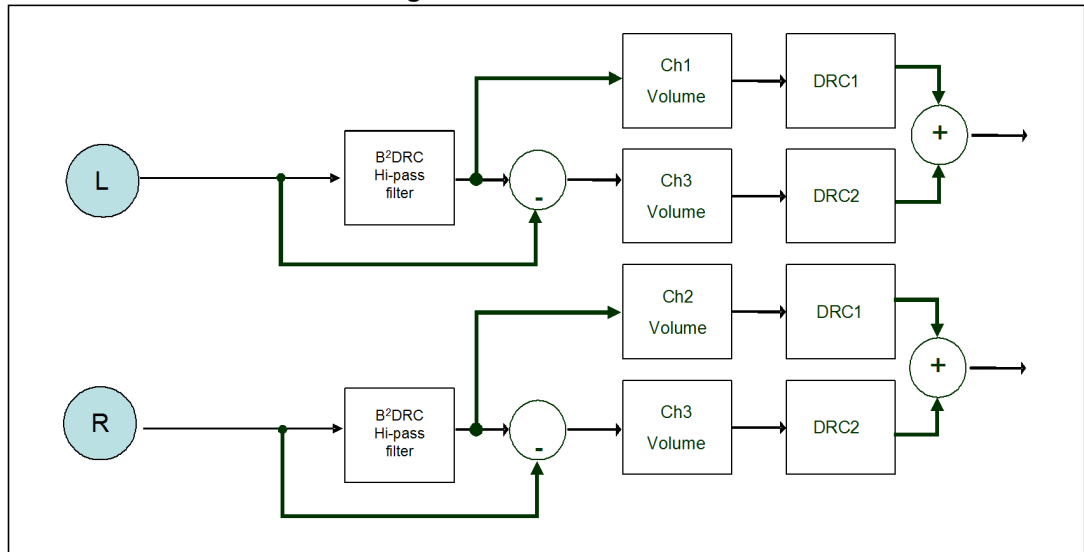 Ch1
Volume
DRC1
+
L
B²DRC
Hi-pass
filter
-
Ch3
Volume
DRC2
Ch2
Volume
DRC1
+
R
B²DRC
Hi-pass
filter
-
Ch3
Volume
DRC2